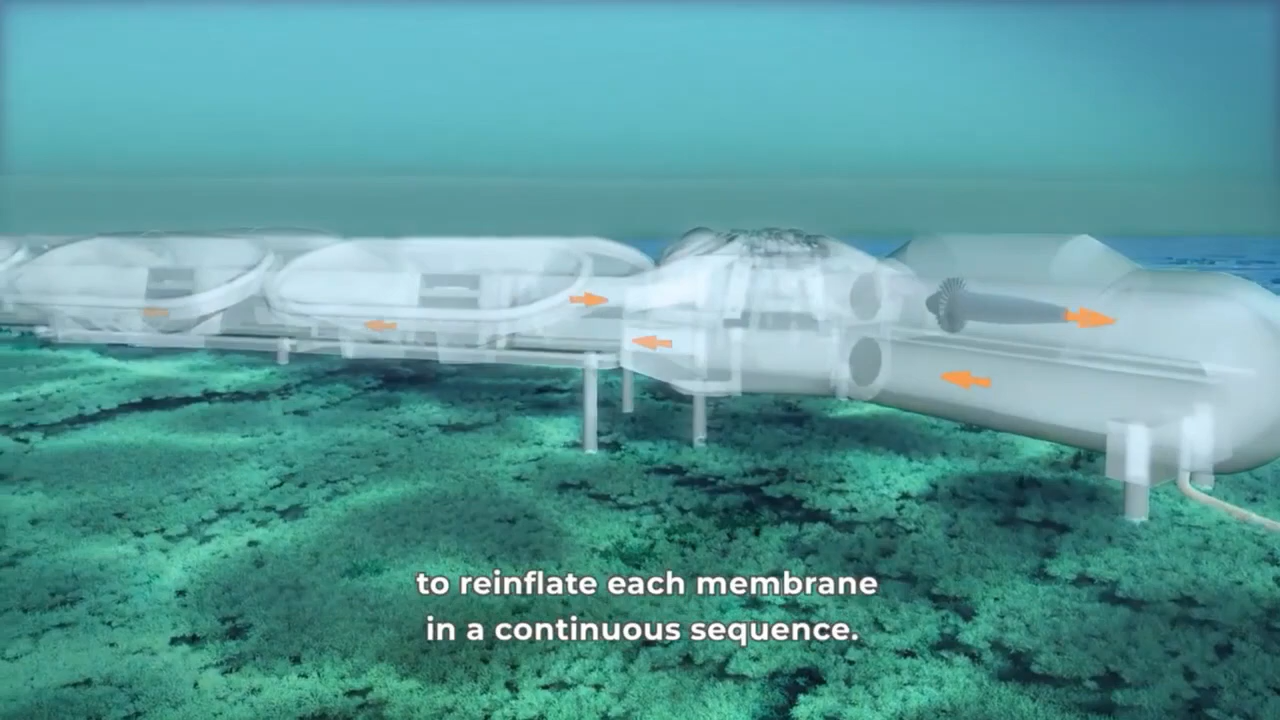 to reinflate each membrane
in a continuous sequence.